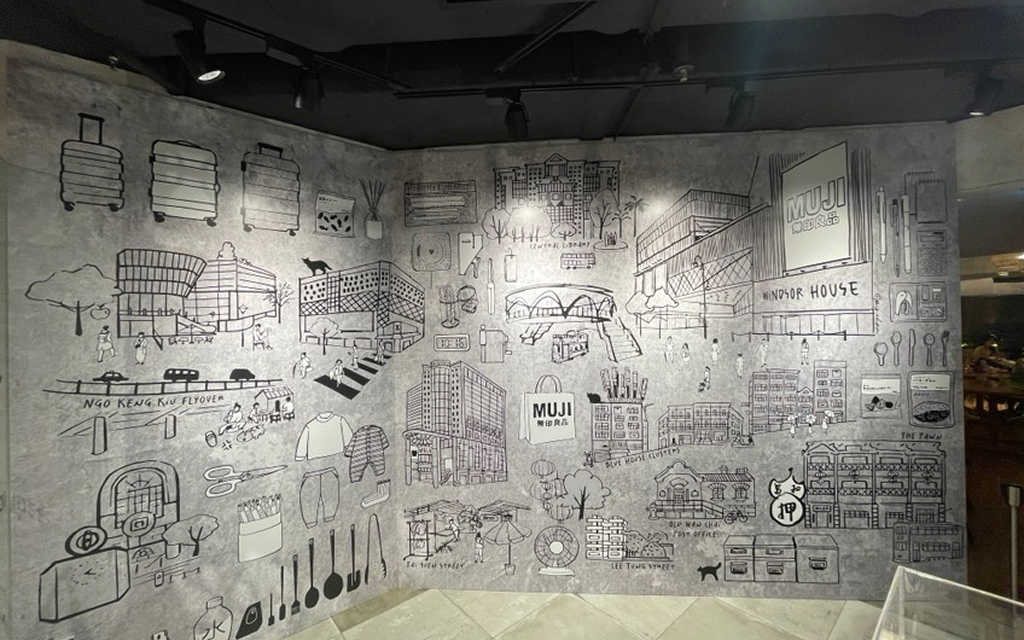 CENTRAL LIBRARY
MUJI
無印良品
WINDSOR HOUSE
NGO KENG KIU FLYOVER
MUJI
無印良品
BLUE HOUSE CLUSTERS
THE PAWN
押
OLD WAN CHAI
POST OFFICE
TAI YUEN STREET
LEE TUNG STREET
水